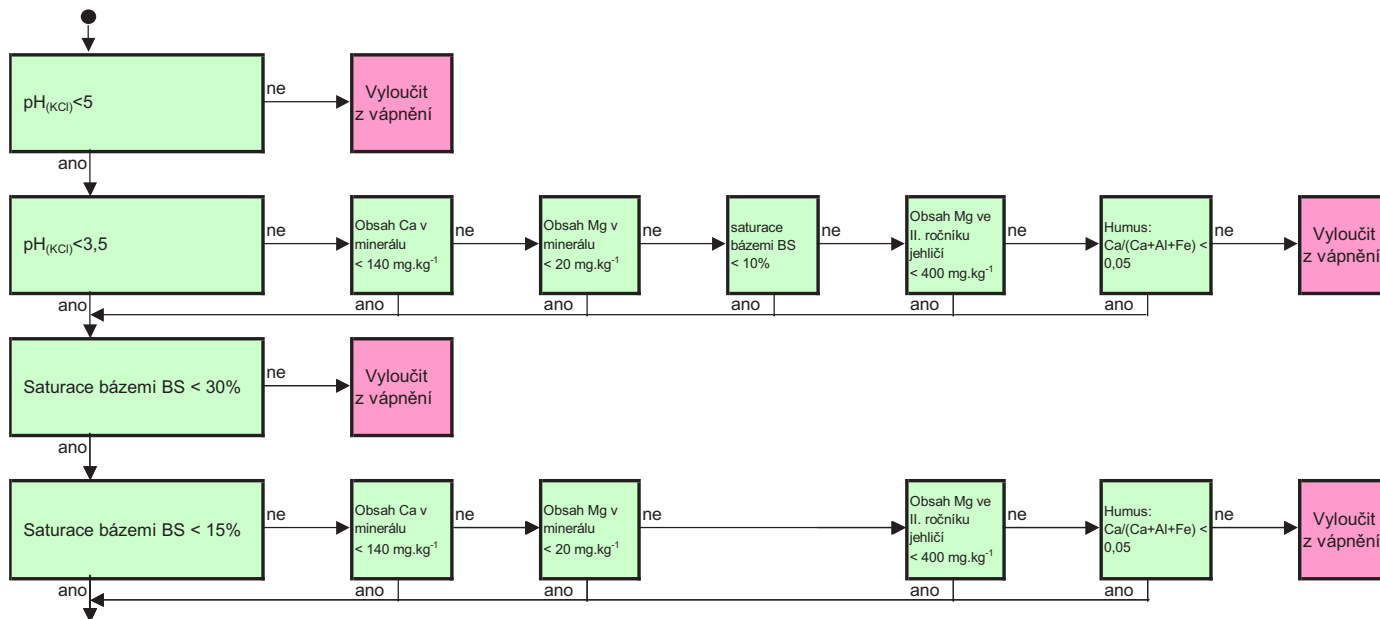 pH(KCl)<5
ne
Vyloučit
z vápnění
ano
pH(KCl)<3,5
ne
Obsah Ca v
minerálu
< 140 mg.kg-1
ne
Obsah Mg v
minerálu
< 20 mg.kg-1
ne
saturace
bázemi BS
< 10%
ne
Obsah Mg ve
II. ročníku
jehličí
< 400 mg.kg-1
ne
Humus:
Ca/(Ca+Al+Fe) <
0,05
ne
Vyloučit
z vápnění
ano
ano
ano
ano
ano
ano
Saturace bázemi BS < 30%
ne
Vyloučit
z vápnění
ano
Saturace bázemi BS < 15%
ne
Obsah Ca v
minerálu
< 140 mg.kg-1
ne
Obsah Mg v
minerálu
< 20 mg.kg-1
ne
Obsah Mg ve
II. ročníku
jehličí
< 400 mg.kg-1
ne
Humus:
Ca/(Ca+Al+Fe) <
0,05
ne
Vyloučit
z vápnění
ano
ano
ano
ano
ano